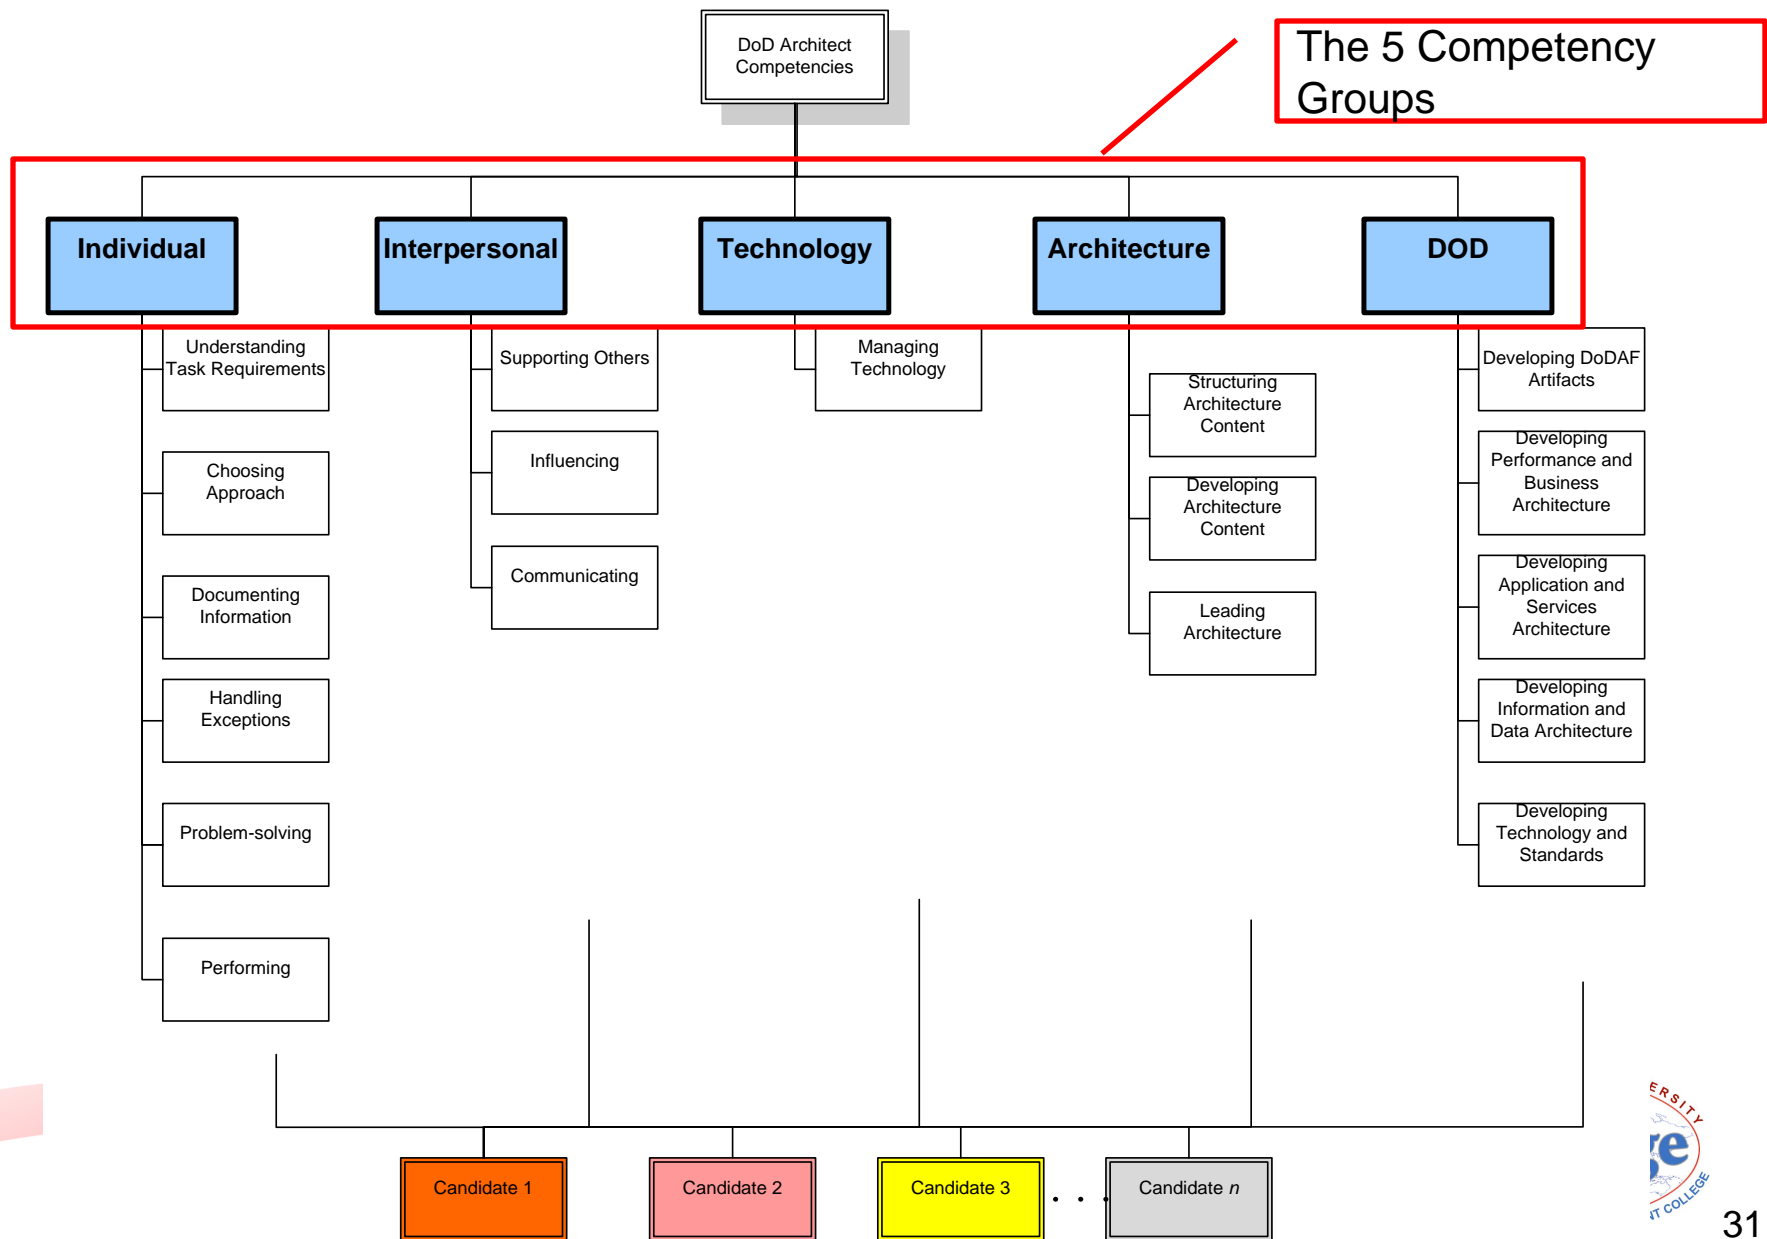 DoD Architect
Competencies
The 5 Competency
Groups
Individual
Interpersonal
Technology
Architecture
DOD
Understanding
Task Requirements
Choosing
Approach
Documenting
Information
Handling
Exceptions
Problem-solving
Performing
Supporting Others
Influencing
Communicating
Managing
Technology
Structuring
Architecture
Content
Developing
Architecture
Content
Leading
Architecture
Developing DoDAF
Artifacts
Developing
Performance and
Business
Architecture
Developing
Application and
Services
Architecture
Developing
Information and
Data Architecture
Developing
Technology and
Standards
Candidate 1
Candidate 2
Candidate 3
. . .
Candidate n
COLLEGE
31